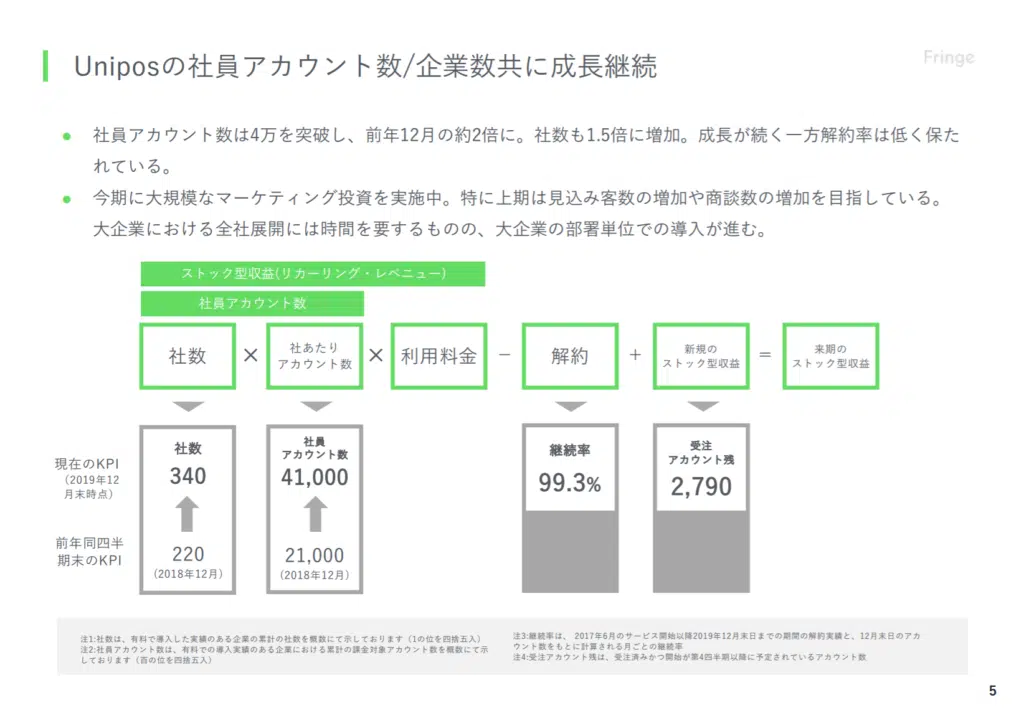 Uniposの社員アカウント数/企業数共に成長継続
Fringe
社員アカウント数は4万を突破し、前年12月の約2倍に。社数も1.5倍に増加。成長が続く一方解約率は低く保た
れている。
今期に大規模なマーケティング投資を実施中。特に上期は見込み客数の増加や商談数の増加を目指している。
大企業における全社展開には時間を要するものの、大企業の部署単位での導入が進む。
ストック型収益(リカーリング・レベニュー)
社員アカウント数
社数
×
社あたり
アカウント数
×
利用料金
−
解約
+
新規の
ストック型収益
=
来期の
ストック型収益
現在のKPI
(2019年12
月末時点)
前年同四半
期末のKPI
社数
340
220
(2018年12月)
社員
アカウント数
41,000
21,000
(2018年12月)
継続率
99.3%
受注
アカウント残
2,790
注1:社数は、有料で導入した実績のある企業の累計の社数を概数にて示しております(1の位を四捨五入)
注2:社員アカウント数は、有料での導入実績のある企業における累計の課金対象アカウント数を概数にて示
しております(百の位を四捨五入)
注3:継続率は、 2017年6月のサービス開始以降2019年12月末日までの期間の解約実績と、12月末日のアカ
ウント数をもとに計算される月ごとの継続率
注4:受注アカウント残は、受注済みかつ開始が第4四半期以降に予定されているアカウント数
5